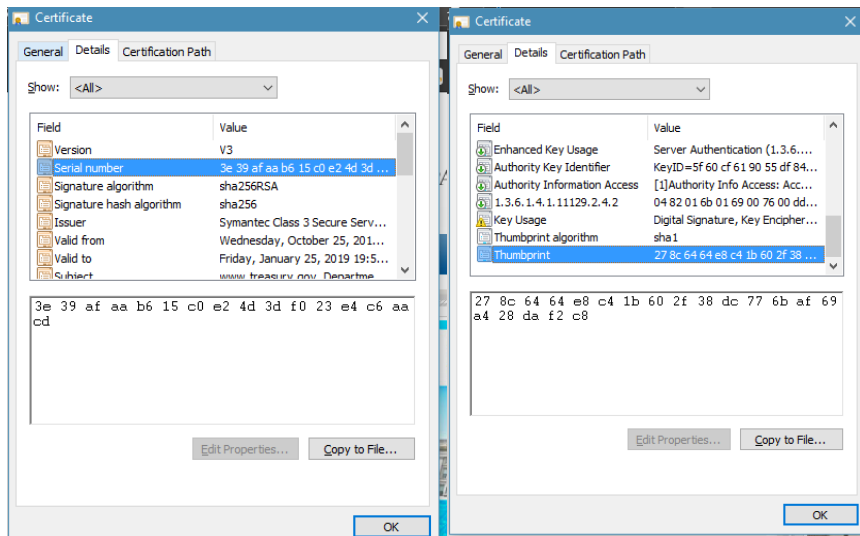 Certificate
General Details Certification Path
Show: <All>
Field Value
Version V3
Serial number 3e 39 af aa b6 15 c0 e2 4d 3d ...
Signature algorithm sha256RSA
Signature hash algorithm sha256
Issuer Symantec Class 3 Secure Serv...
Valid from Wednesday, October 25, 201...
Valid to Friday, January 25, 2019 19:5...
Subject www.treasury.gov, Departme...
3e 39 af aa b6 15 c0 e2 4d 3d f0 23 e4 c6 aa
cd
Edit Properties... Copy to File...
OK
Certificate
General Details Certification Path
Show: <All>
Field Value
Enhanced Key Usage Server Authentication (1.3.6....
Authority Key Identifier KeyID=5f 60 cf 61 90 55 df 84...
Authority Information Access [1]Authority Info Access: Acc...
1.3.6.1.4.1.11129.2.4.2 04 82 01 6b 01 69 00 76 00 dd...
Key Usage Digital Signature, Key Encipher...
Thumbprint algorithm sha1
Thumbprint 27 8c 64 64 e8 c4 1b 60 2f 38 ...
27 8c 64 64 e8 c4 1b 60 2f 38 dc 77 6b af 69
a4 28 da f2 c8
Edit Properties... Copy to File...
OK